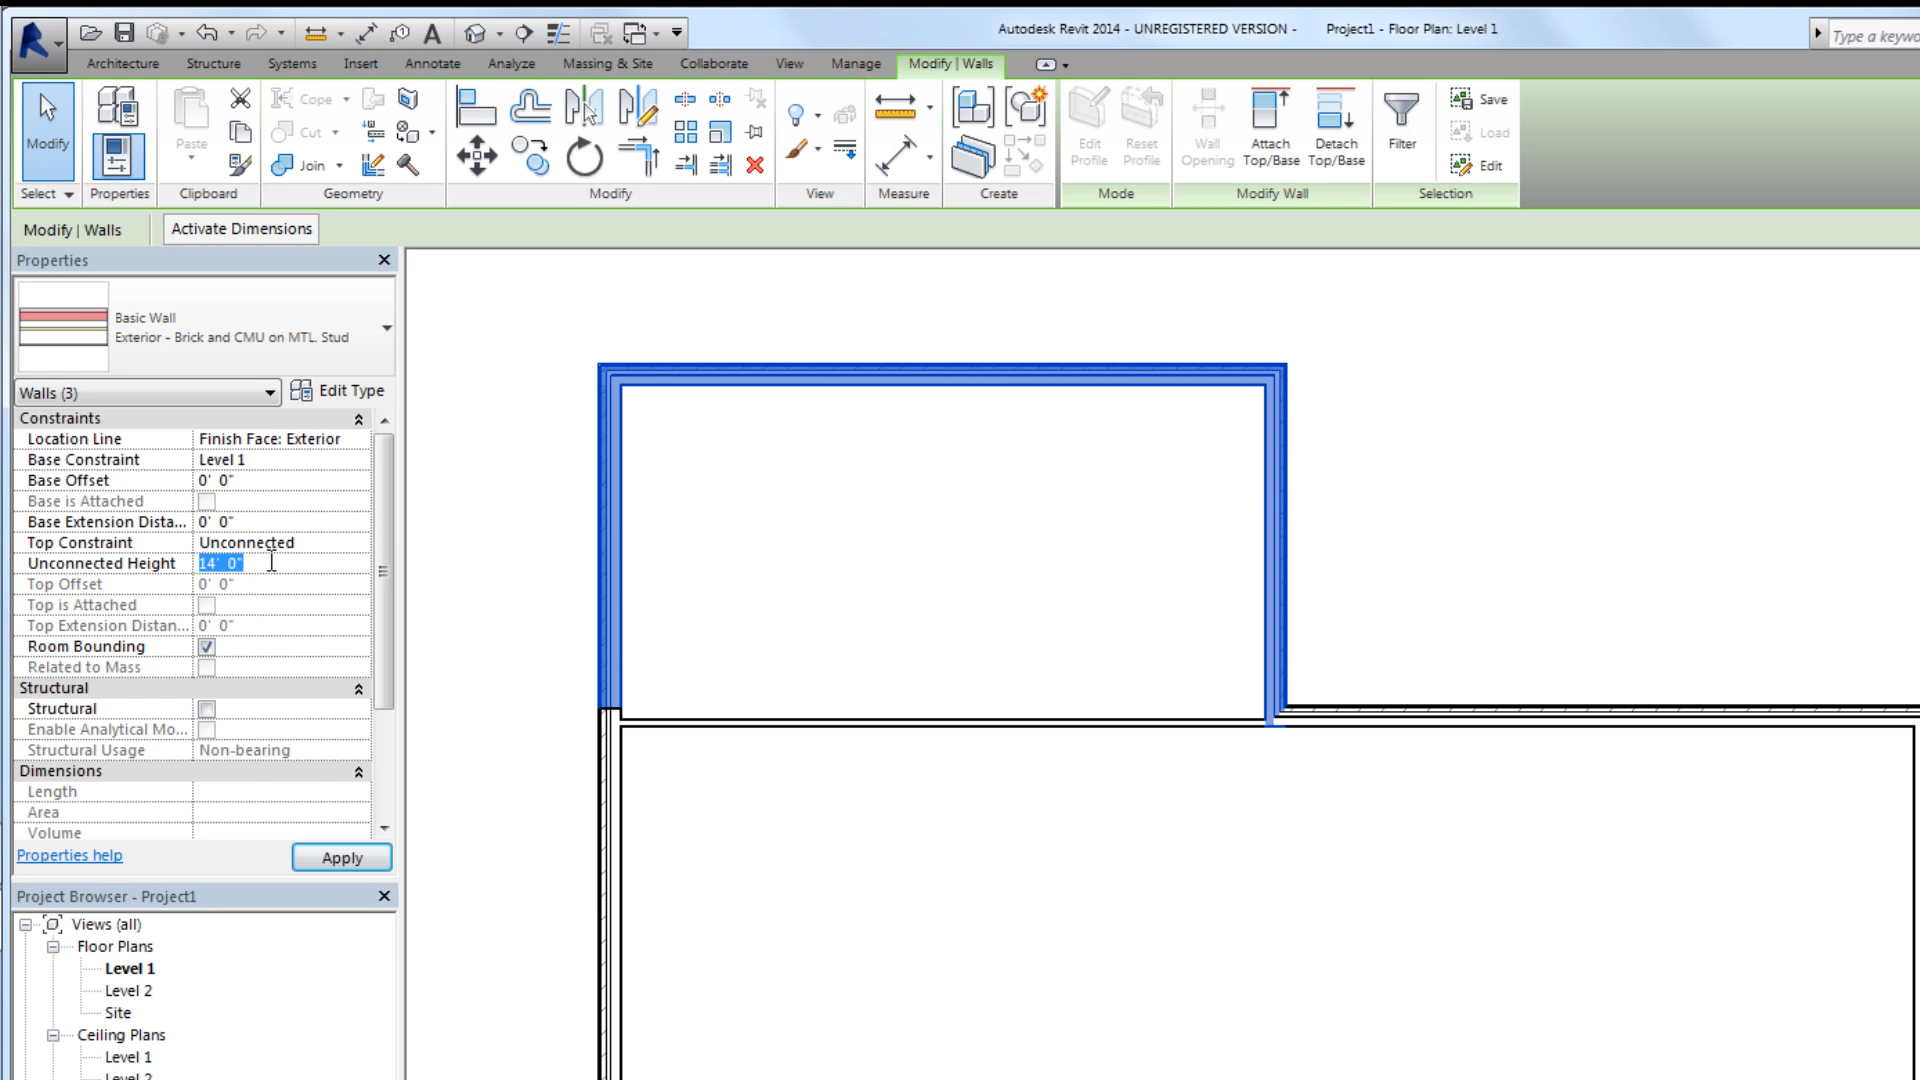 Autodesk Revit 2014 - UNREGISTERED VERSION - Project1 - Floor Plan: Level 1
Type a keywo
A
Architecture Structure Systems Insert Annotate Analyze Massing & Site Collaborate View Manage Modify | Walls
Modify
Paste
Cope
Cut
Join
Edit Profile
Reset Profile
Wall Opening
Attach Top/Base
Detach Top/Base
Filter
Save
Load
Edit
Select Properties Clipboard Geometry Modify View Measure Create Mode Modify Wall Selection
Modify | Walls Activate Dimensions
Properties
Basic Wall
Exterior - Brick and CMU on MTL. Stud
Walls (3) Edit Type
Constraints
Location Line Finish Face: Exterior
Base Constraint Level 1
Base Offset 0' 0"
Base is Attached
Base Extension Dista... 0' 0"
Top Constraint Unconnected
Unconnected Height 14' 0"
Top Offset 0' 0"
Top is Attached
Top Extension Distan... 0' 0"
Room Bounding
Related to Mass
Structural
Structural
Enable Analytical Mo...
Structural Usage Non-bearing
Dimensions
Length
Area
Volume
Properties help Apply
Project Browser - Project1
Views (all)
Floor Plans
Level 1
Level 2
Site
Ceiling Plans
Level 1
Level 2